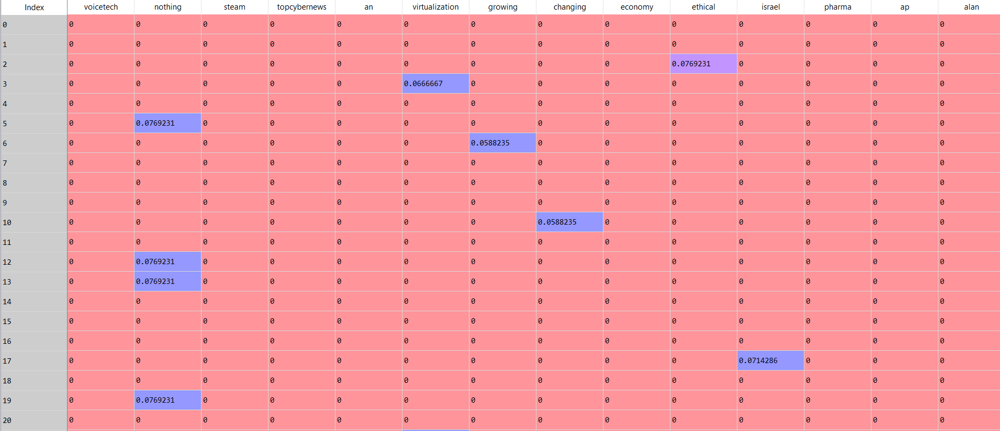 Index voicetech nothing steam topcybernews an virtualization growing changing economy ethical israel pharma ap alan
0 0 0 0 0 0 0 0 0 0 0 0 0 0 0
1 0 0 0 0 0 0 0 0 0 0 0 0 0 0
2 0 0 0 0 0 0 0 0 0 0.0769231 0 0 0 0
3 0 0 0 0 0 0.0666667 0 0 0 0 0 0 0 0
4 0 0 0 0 0 0 0 0 0 0 0 0 0 0
5 0 0.0769231 0 0 0 0 0 0 0 0 0 0 0 0
6 0 0 0 0 0 0 0.0588235 0 0 0 0 0 0 0
7 0 0 0 0 0 0 0 0 0 0 0 0 0 0
8 0 0 0 0 0 0 0 0 0 0 0 0 0 0
9 0 0 0 0 0 0 0 0 0 0 0 0 0 0
10 0 0 0 0 0 0 0 0.0588235 0 0 0 0 0 0
11 0 0 0 0 0 0 0 0 0 0 0 0 0 0
12 0 0.0769231 0 0 0 0 0 0 0 0 0 0 0 0
13 0 0.0769231 0 0 0 0 0 0 0 0 0 0 0 0
14 0 0 0 0 0 0 0 0 0 0 0 0 0 0
15 0 0 0 0 0 0 0 0 0 0 0 0 0 0
16 0 0 0 0 0 0 0 0 0 0 0 0 0 0
17 0 0 0 0 0 0 0 0 0 0 0.0714286 0 0 0
18 0 0 0 0 0 0 0 0 0 0 0 0 0 0
19 0 0.0769231 0 0 0 0 0 0 0 0 0 0 0 0
20 0 0 0 0 0 0 0 0 0 0 0 0 0 0